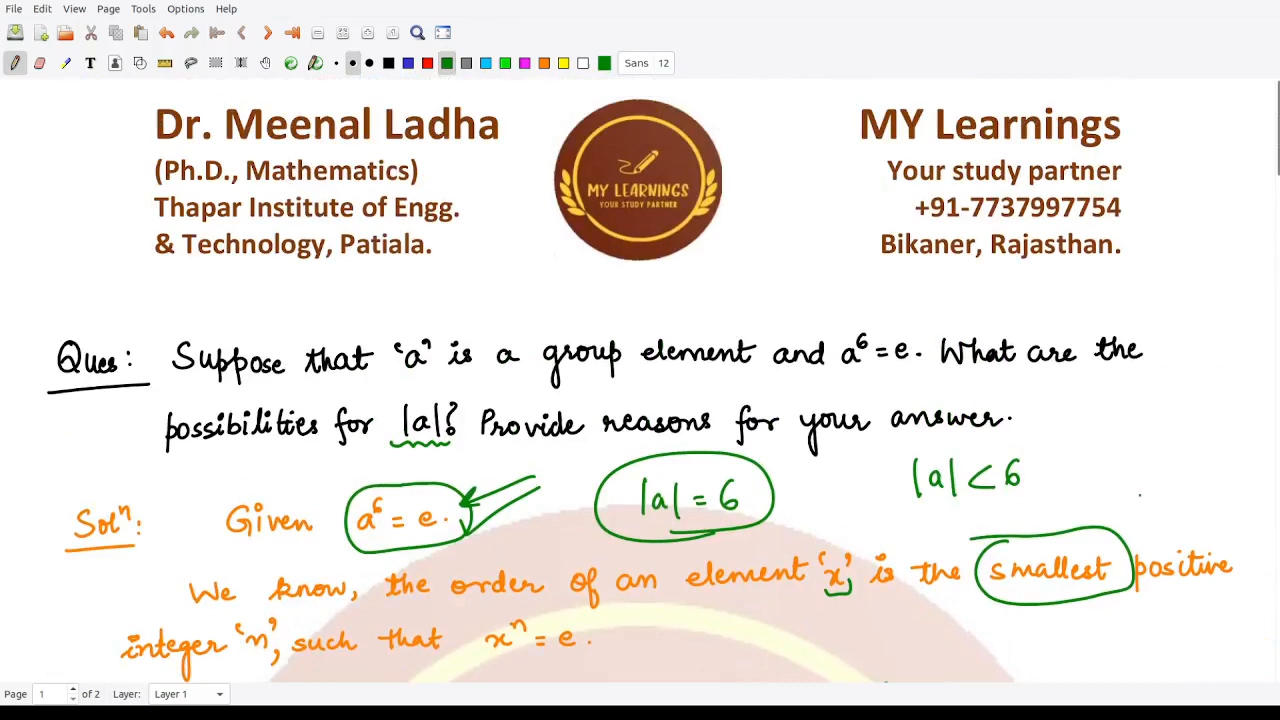 File Edit View Page Tools Options Help
Sans 12
Dr. Meenal Ladha
(Ph.D., Mathematics)
Thapar Institute of Engg.
& Technology, Patiala.
MY LEARNINGS
YOUR STUDY PARTNER
MY Learnings
Your study partner
+91-7737997754
Bikaner, Rajasthan.
Ques: Suppose that 'a' is a group element and a⁶ = e. What are the
possibilities for |a|? Provide reasons for your answer.
|a| < 6
Solⁿ: Given a⁶ = e. |a| = 6
We know, the order of an element 'x' is the smallest positive
integer 'n', such that xⁿ = e.
Page 1 of 2 Layer: Layer 1